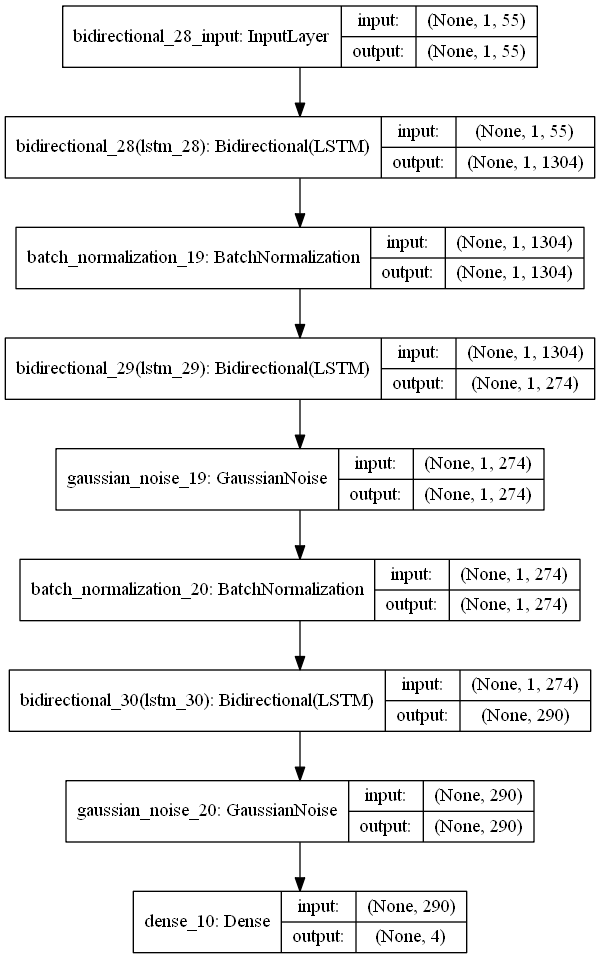 bidirectional_28_input: InputLayer
input: (None, 1, 55)
output: (None, 1, 55)
bidirectional_28(lstm_28): Bidirectional(LSTM)
input: (None, 1, 55)
output: (None, 1, 1304)
batch_normalization_19: BatchNormalization
input: (None, 1, 1304)
output: (None, 1, 1304)
bidirectional_29(lstm_29): Bidirectional(LSTM)
input: (None, 1, 1304)
output: (None, 1, 274)
gaussian_noise_19: GaussianNoise
input: (None, 1, 274)
output: (None, 1, 274)
batch_normalization_20: BatchNormalization
input: (None, 1, 274)
output: (None, 1, 274)
bidirectional_30(lstm_30): Bidirectional(LSTM)
input: (None, 1, 274)
output: (None, 290)
gaussian_noise_20: GaussianNoise
input: (None, 290)
output: (None, 290)
dense_10: Dense
input: (None, 290)
output: (None, 4)